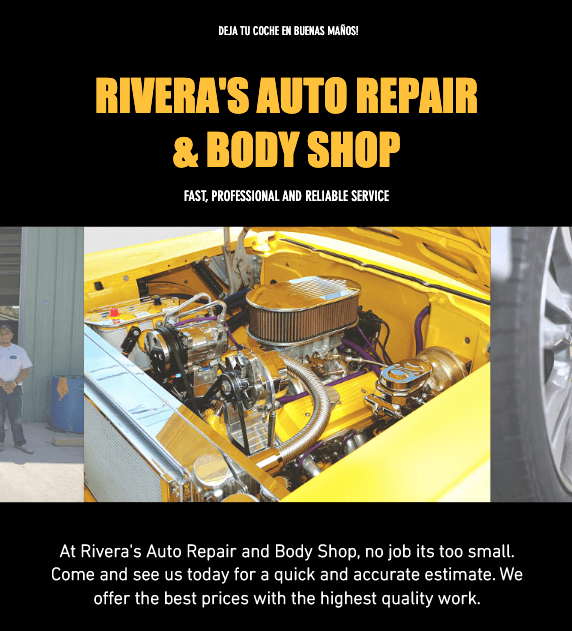 DEJA TU COCHE EN BUENAS MAÑOS!
RIVERA'S AUTO REPAIR
& BODY SHOP
FAST, PROFESSIONAL AND RELIABLE SERVICE
At Rivera's Auto Repair and Body Shop, no job its too small.
Come and see us today for a quick and accurate estimate. We
offer the best prices with the highest quality work.